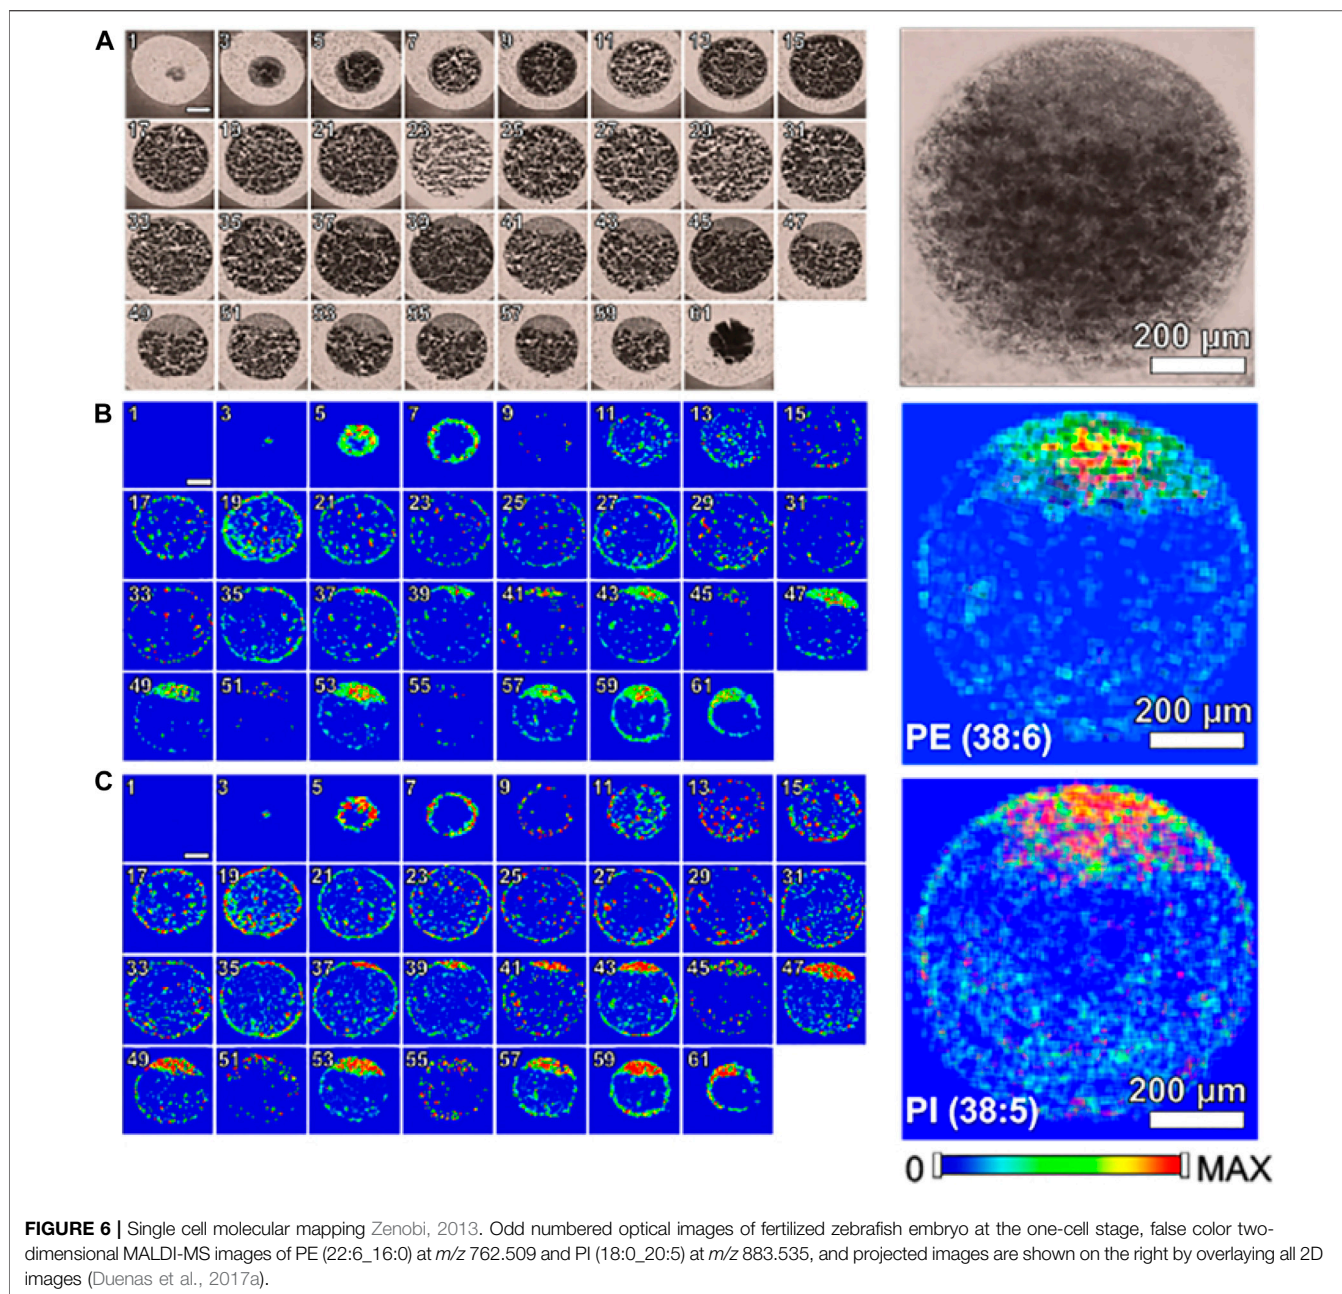 A
1 3 5 7 9 11 13 15
17 19 21 23 25 27 29 31
33 35 37 39 41 43 45 47
49 51 53 55 57 59 61
200 µm
B
1 3 5 7 9 11 13 15
17 19 21 23 25 27 29 31
33 35 37 39 41 43 45 47
49 51 53 55 57 59 61
200 µm
PE (38:6)
C
1 3 5 7 9 11 13 15
17 19 21 23 25 27 29 31
33 35 37 39 41 43 45 47
49 51 53 55 57 59 61
200 µm
PI (38:5)
0 MAX
FIGURE 6 | Single cell molecular mapping Zenobi, 2013. Odd numbered optical images of fertilized zebrafish embryo at the one-cell stage, false color two-
dimensional MALDI-MS images of PE (22:6_16:0) at m/z 762.509 and PI (18:0_20:5) at m/z 883.535, and projected images are shown on the right by overlaying all 2D
images (Duenas et al., 2017a).